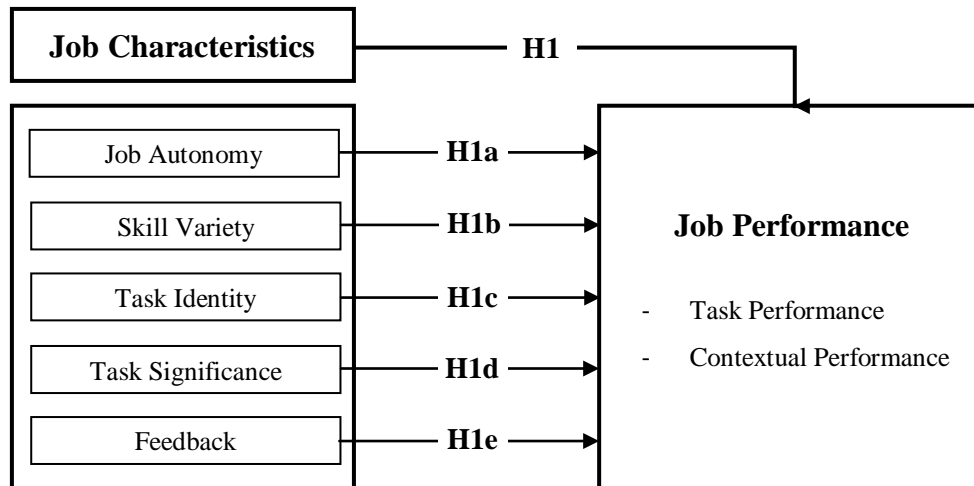 Job Characteristics
H1
Job Autonomy
H1a
Skill Variety
H1b
Task Identity
H1c
Task Significance
H1d
Feedback
H1e
Job Performance
- Task Performance
- Contextual Performance